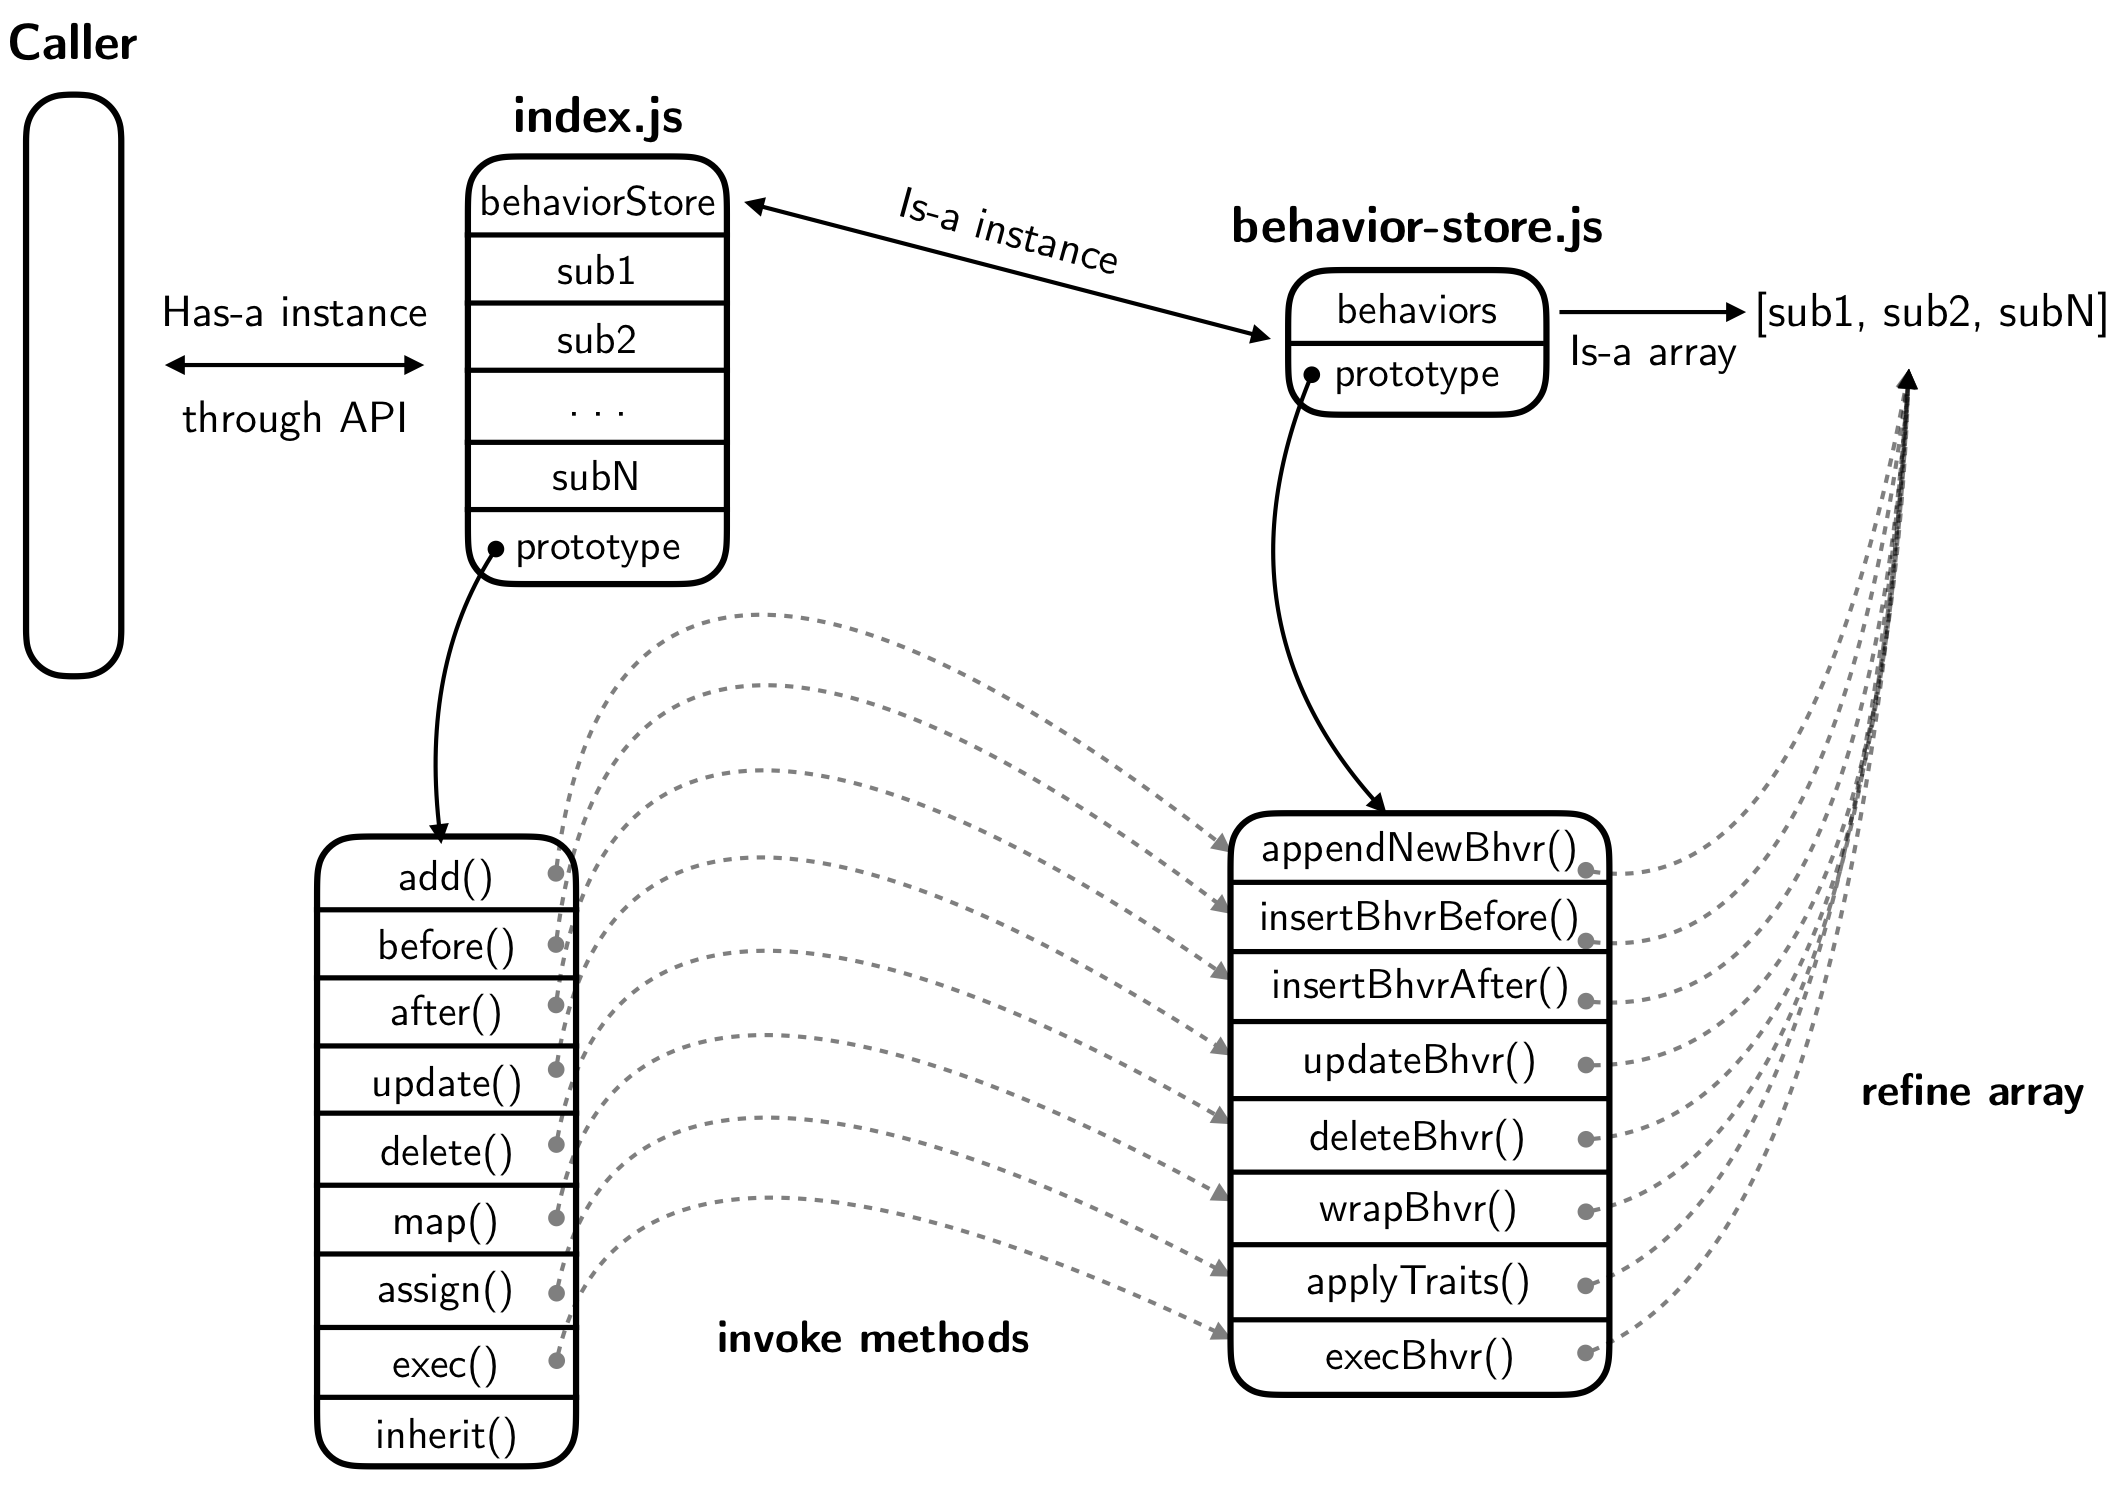 Caller
index.js
behaviorStore
sub1
sub2
. . .
subN
prototype
Has-a instance
through API
Is-a instance
behavior-store.js
behaviors
prototype
Is-a array
[sub1, sub2, subN]
add()
before()
after()
update()
delete()
map()
assign()
exec()
inherit()
invoke methods
appendNewBhvr()
insertBhvrBefore()
insertBhvrAfter()
updateBhvr()
deleteBhvr()
wrapBhvr()
applyTraits()
execBhvr()
refine array